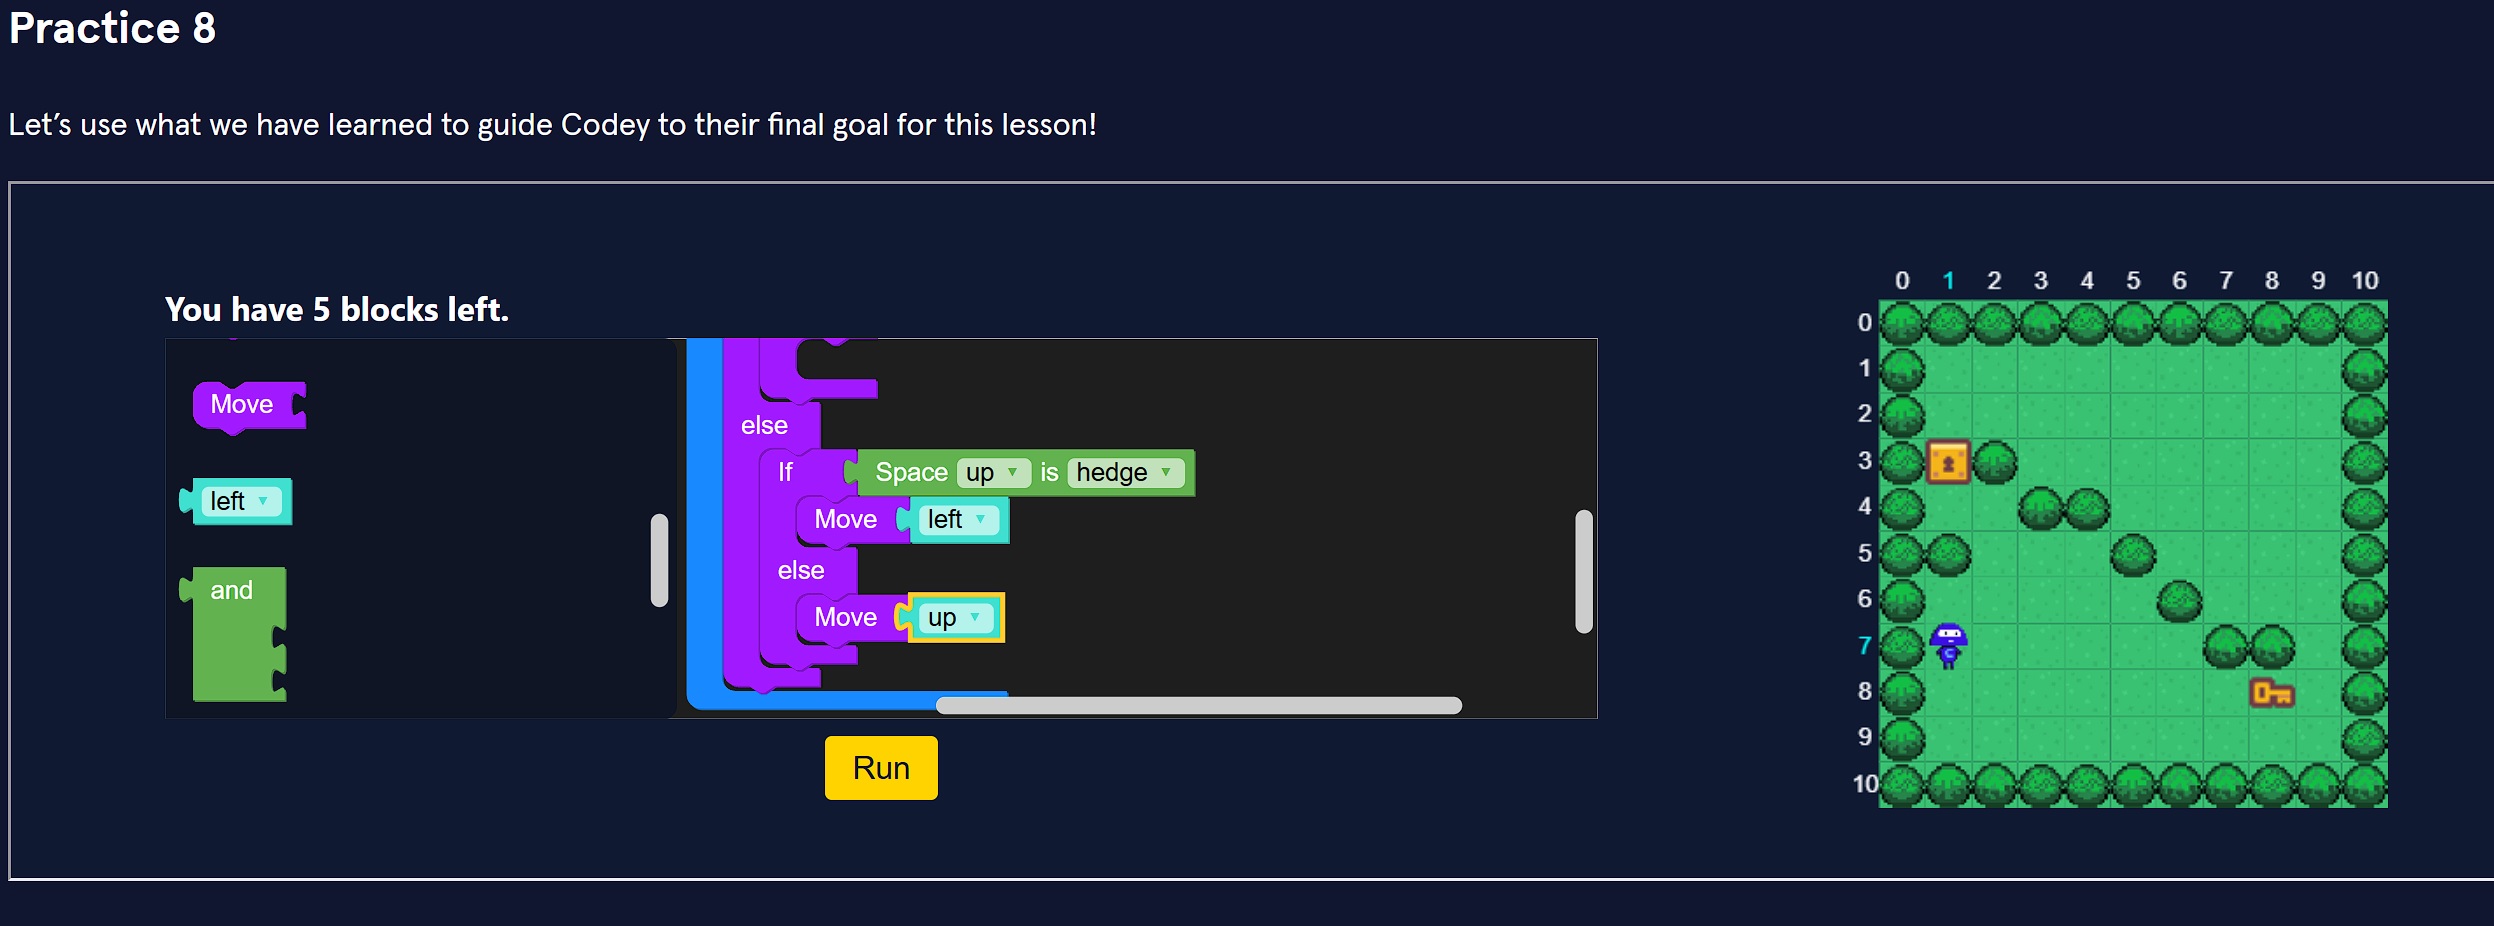 Practice 8
Let’s use what we have learned to guide Codey to their final goal for this lesson!
You have 5 blocks left.
Move
left
and
else
If Space up is hedge
Move left
else
Move up
Run
0 1 2 3 4 5 6 7 8 9 10
0
1
2
3
4
5
6
7
C
8
9
10